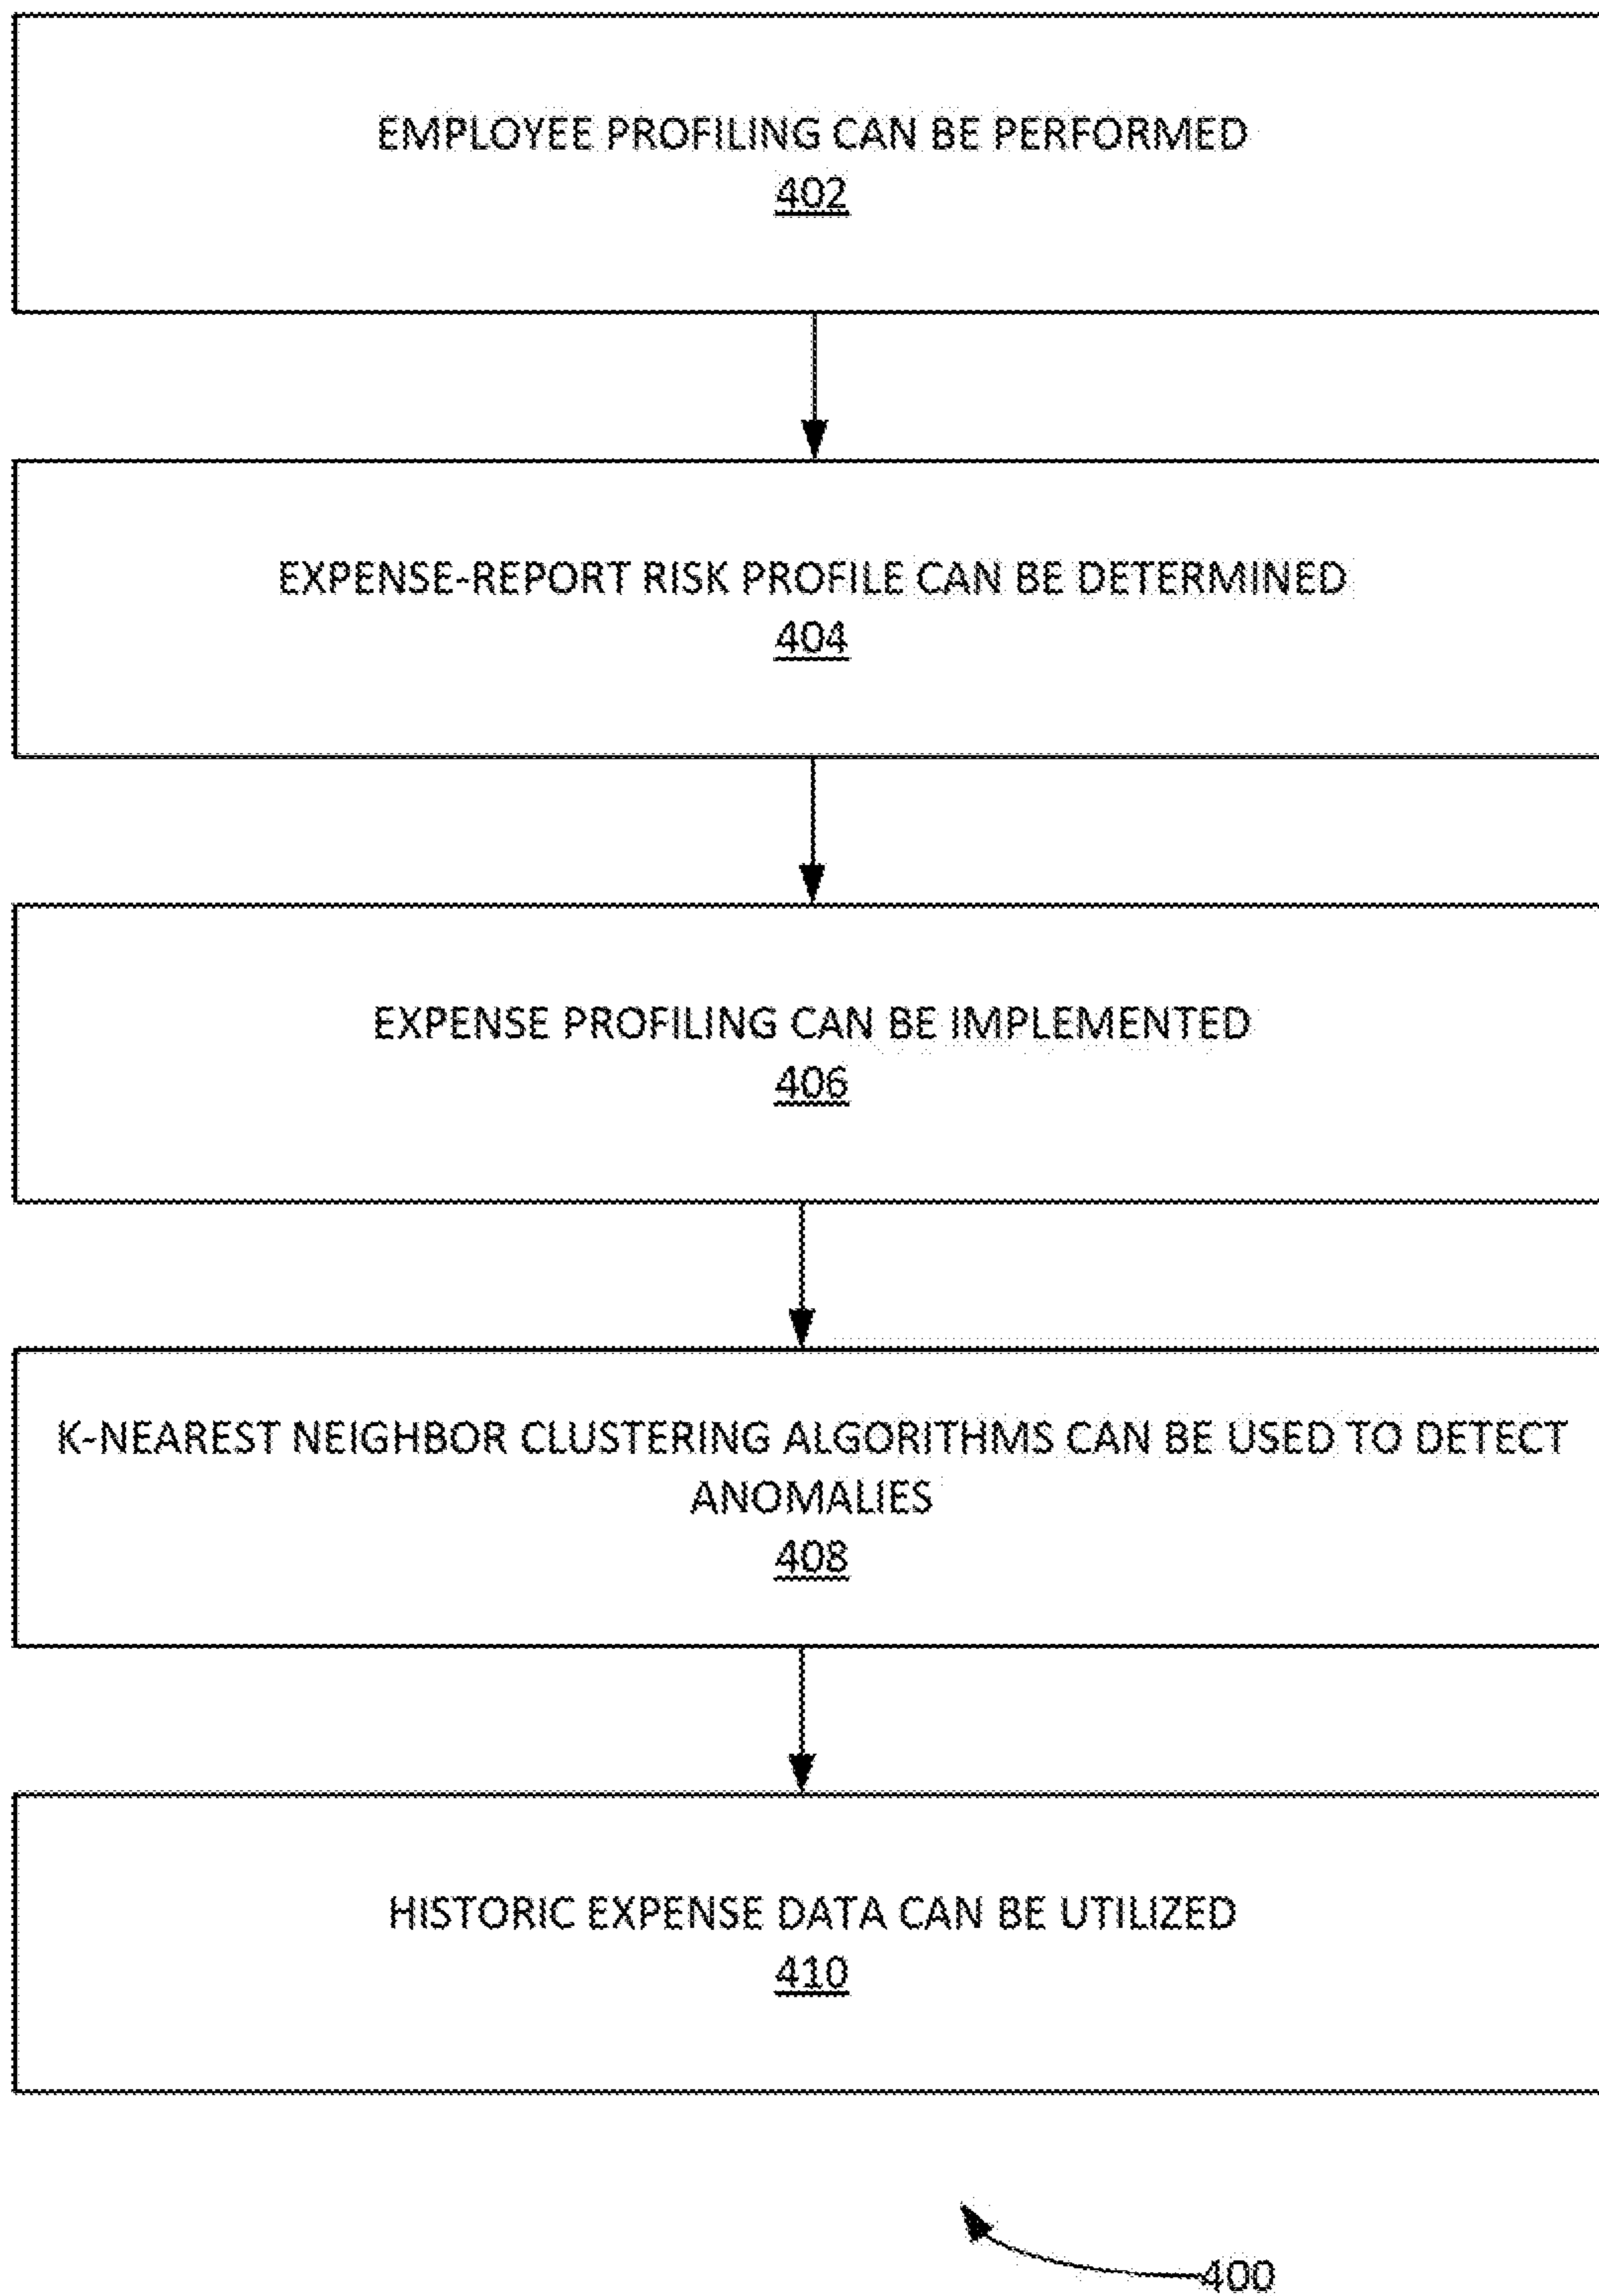 EMPLOYEE PROFILING CAN BE PERFORMED
402
EXPENSE-REPORT RISK PROFILE CAN BE DETERMINED
404
EXPENSE PROFILING CAN BE IMPLEMENTED
406
K-NEAREST NEIGHBOR CLUSTERING ALGORITHMS CAN BE USED TO DETECT
ANOMALIES
408
HISTORIC EXPENSE DATA CAN BE UTILIZED
410
400